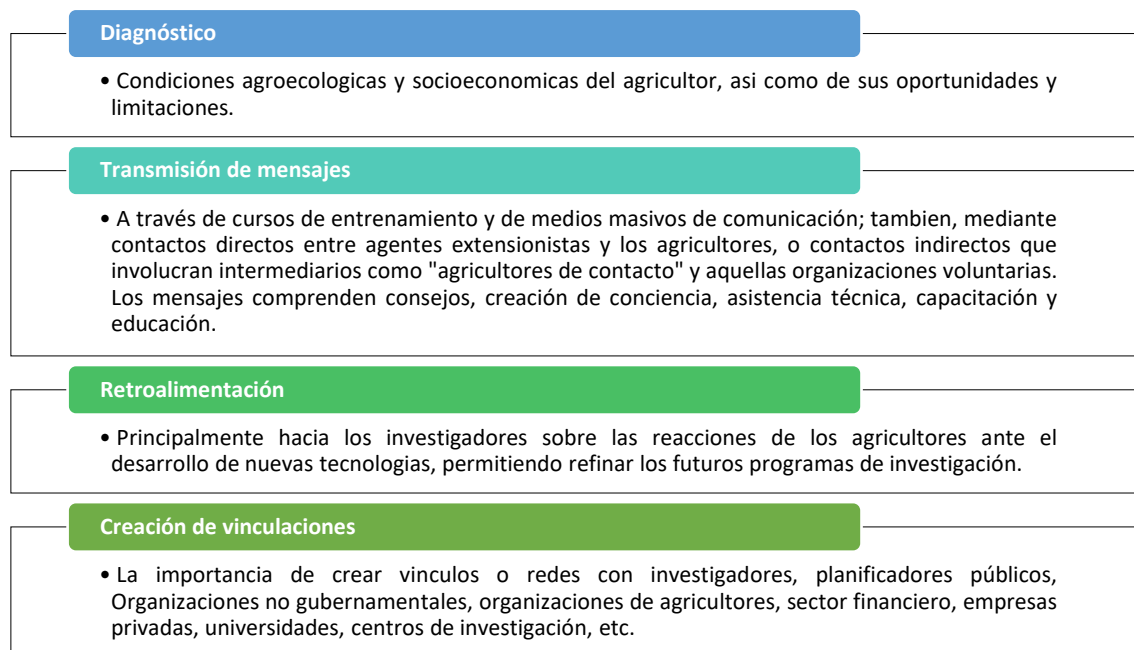 Diagnóstico
• Condiciones agroecologicas y socioeconomicas del agricultor, asi como de sus oportunidades y
limitaciones.
Transmisión de mensajes
• A través de cursos de entrenamiento y de medios masivos de comunicación; tambien, mediante
contactos directos entre agentes extensionistas y los agricultores, o contactos indirectos que
involucran intermediarios como "agricultores de contacto" y aquellas organizaciones voluntarias.
Los mensajes comprenden consejos, creación de conciencia, asistencia técnica, capacitación y
educación.
Retroalimentación
• Principalmente hacia los investigadores sobre las reacciones de los agricultores ante el
desarrollo de nuevas tecnologias, permitiendo refinar los futuros programas de investigación.
Creación de vinculaciones
• La importancia de crear vinculos o redes con investigadores, planificadores públicos,
Organizaciones no gubernamentales, organizaciones de agricultores, sector financiero, empresas
privadas, universidades, centros de investigación, etc.